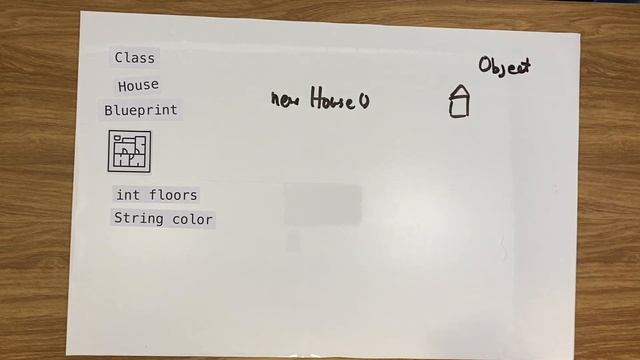 Class
House
Blueprint
int floors
String color
new House()
Object